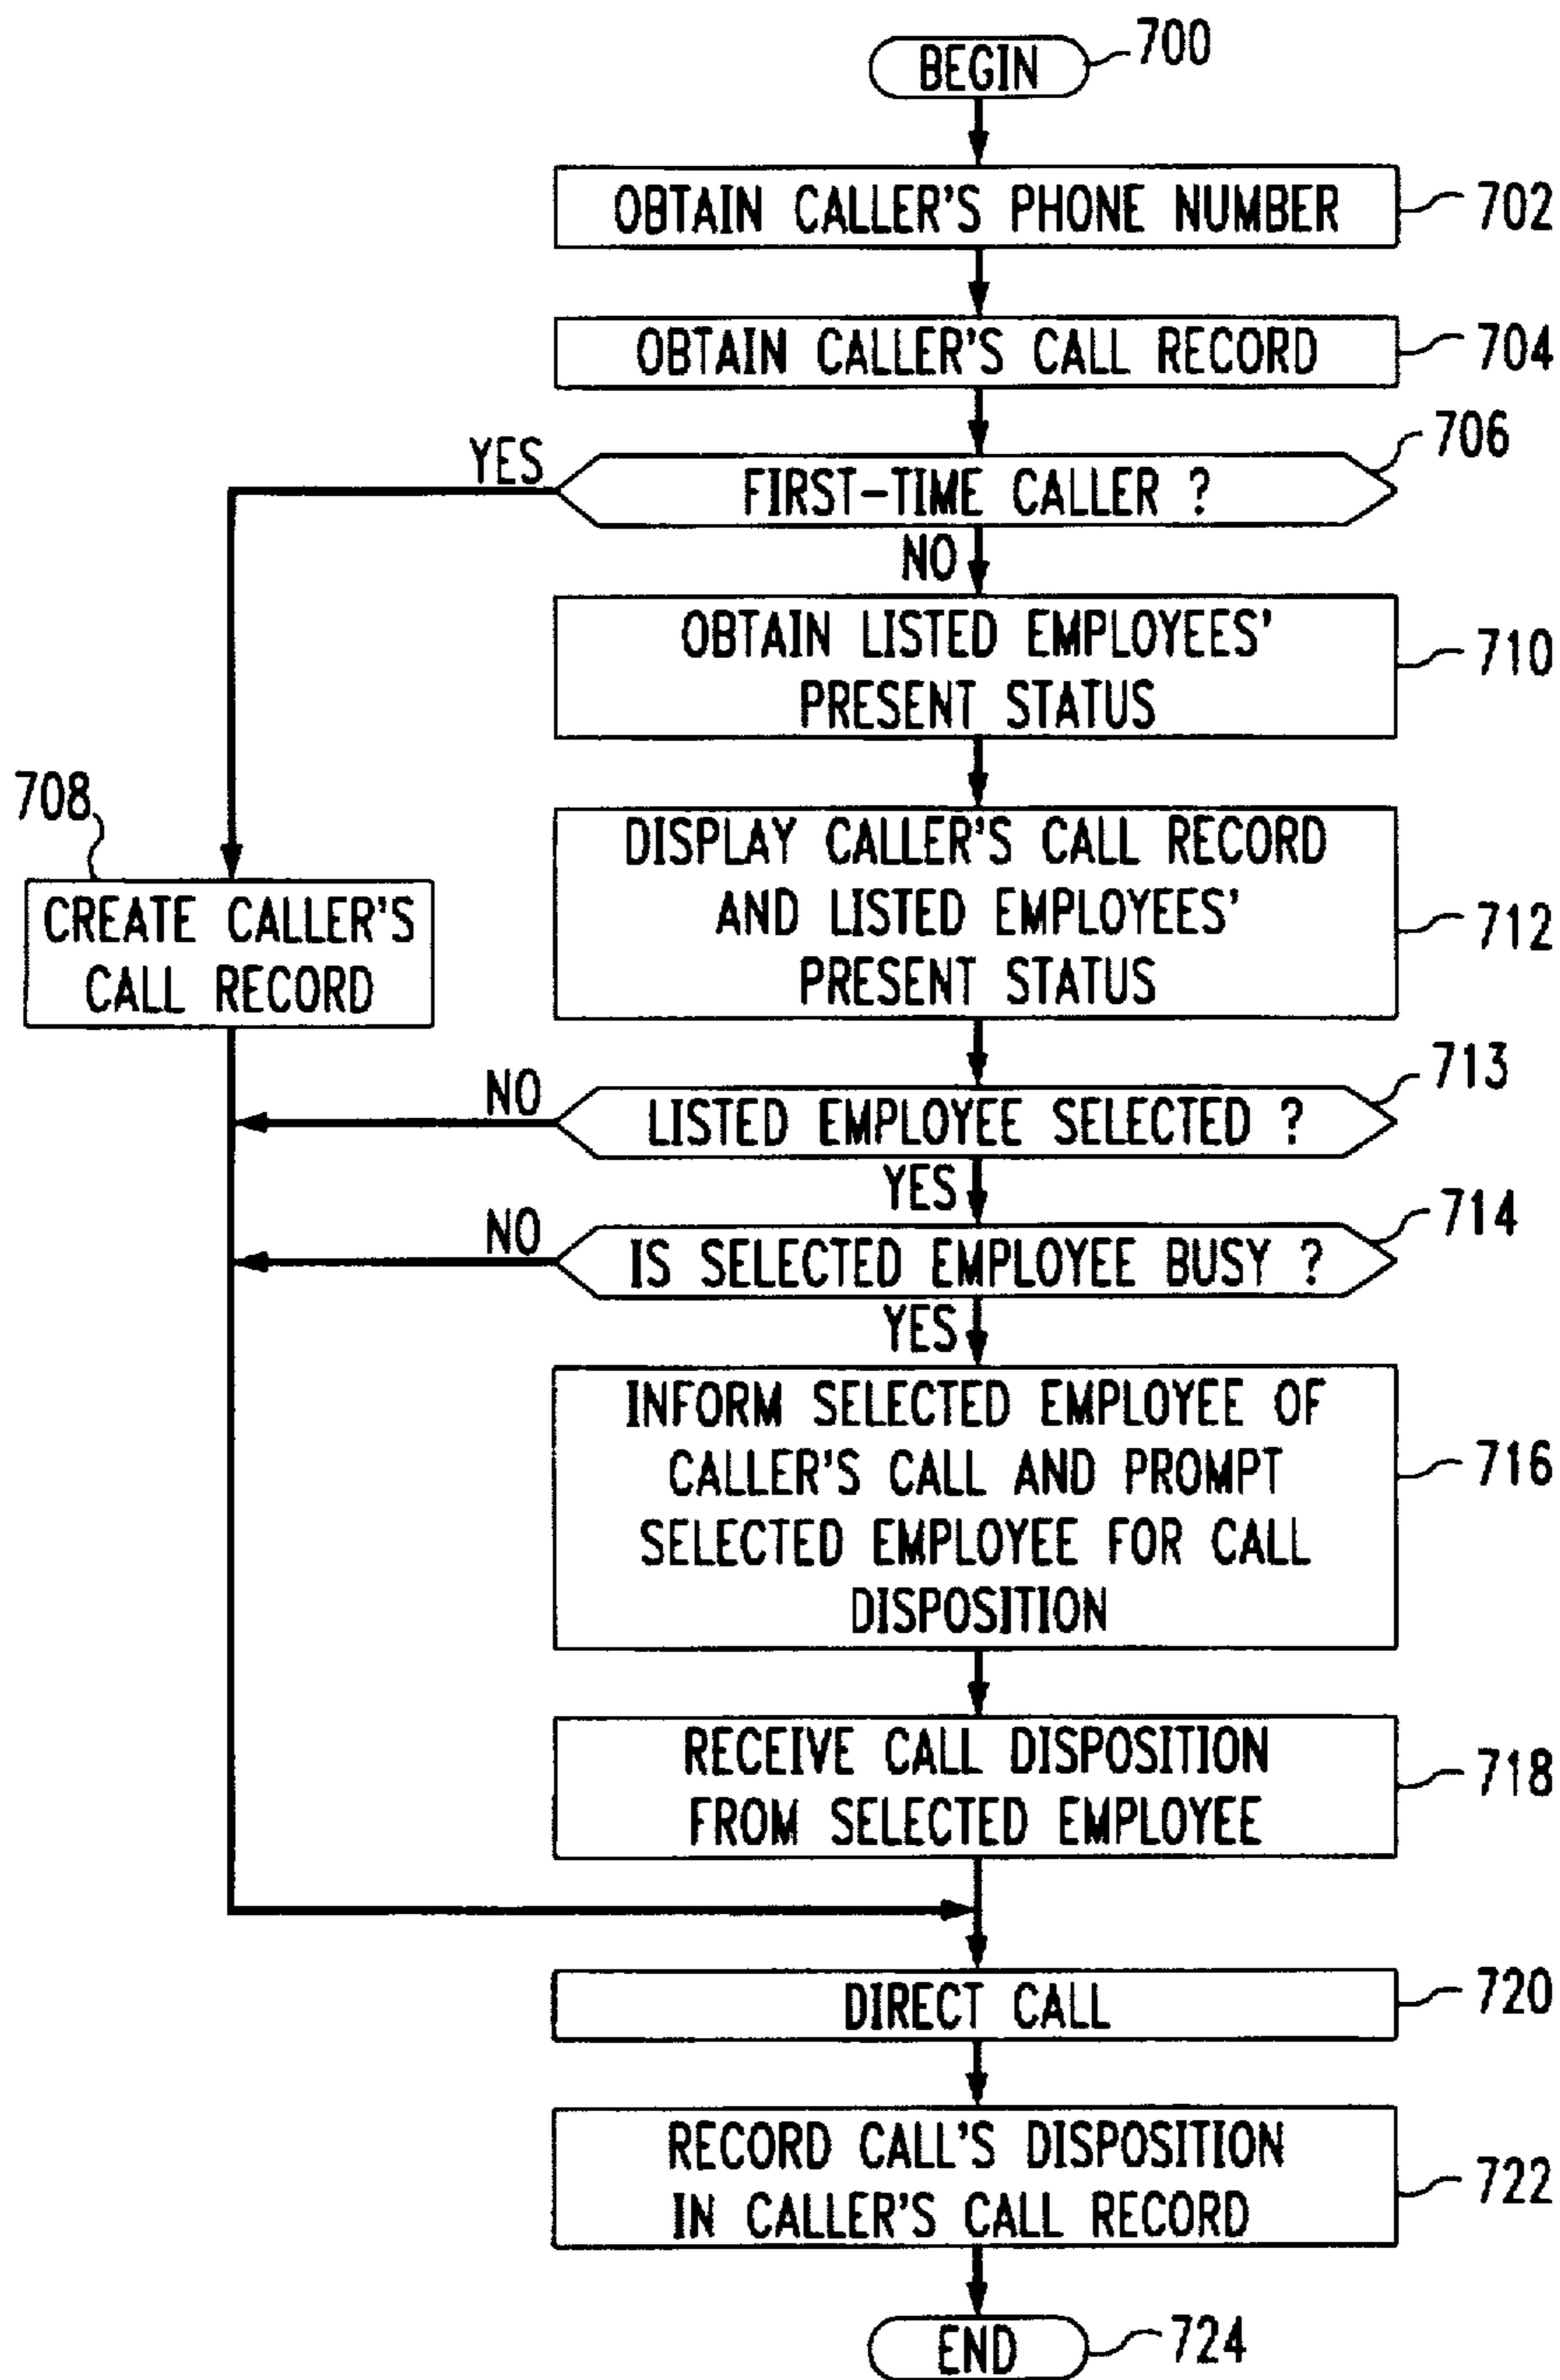 BEGIN
700
OBTAIN CALLER'S PHONE NUMBER
702
OBTAIN CALLER'S CALL RECORD
704
706
YES
FIRST-TIME CALLER ?
NO
OBTAIN LISTED EMPLOYEES'
PRESENT STATUS
710
708
CREATE CALLER'S
CALL RECORD
DISPLAY CALLER'S CALL RECORD
AND LISTED EMPLOYEES'
PRESENT STATUS
712
713
NO
LISTED EMPLOYEE SELECTED ?
YES
714
NO
IS SELECTED EMPLOYEE BUSY ?
YES
INFORM SELECTED EMPLOYEE OF
CALLER'S CALL AND PROMPT
SELECTED EMPLOYEE FOR CALL
DISPOSITION
716
RECEIVE CALL DISPOSITION
FROM SELECTED EMPLOYEE
718
DIRECT CALL
720
RECORD CALL'S DISPOSITION
IN CALLER'S CALL RECORD
722
END
724